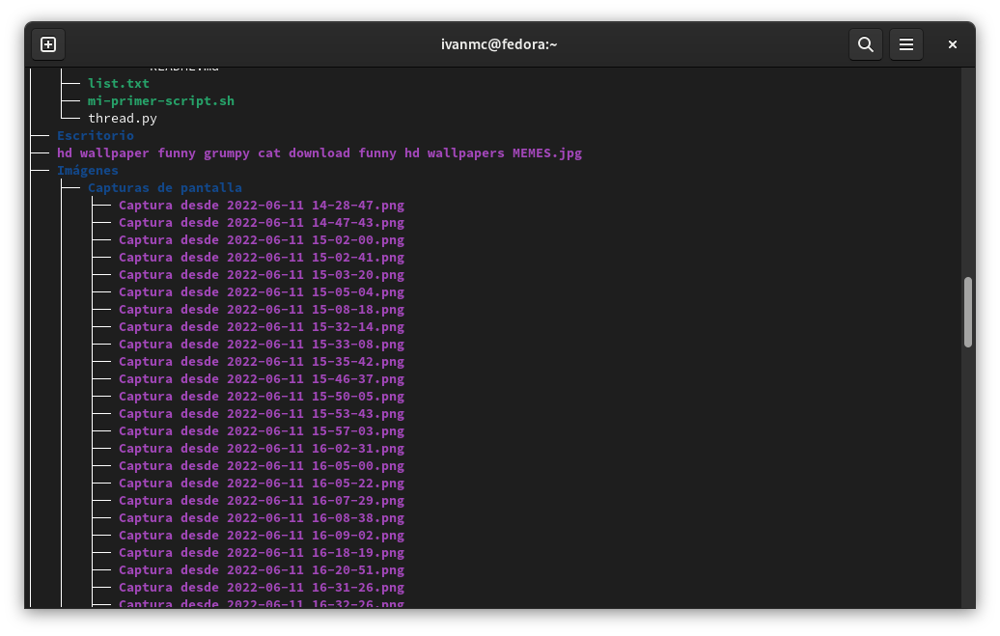 ivanmc@fedora:~
README.md
list.txt
mi-primer-script.sh
thread.py
Escritorio
hd wallpaper funny grumpy cat download funny hd wallpapers MEMES.jpg
Imágenes
Capturas de pantalla
Captura desde 2022-06-11 14-28-47.png
Captura desde 2022-06-11 14-47-43.png
Captura desde 2022-06-11 15-02-00.png
Captura desde 2022-06-11 15-02-41.png
Captura desde 2022-06-11 15-03-20.png
Captura desde 2022-06-11 15-05-04.png
Captura desde 2022-06-11 15-08-18.png
Captura desde 2022-06-11 15-32-14.png
Captura desde 2022-06-11 15-33-08.png
Captura desde 2022-06-11 15-35-42.png
Captura desde 2022-06-11 15-46-37.png
Captura desde 2022-06-11 15-50-05.png
Captura desde 2022-06-11 15-53-43.png
Captura desde 2022-06-11 15-57-03.png
Captura desde 2022-06-11 16-02-31.png
Captura desde 2022-06-11 16-05-00.png
Captura desde 2022-06-11 16-05-22.png
Captura desde 2022-06-11 16-07-29.png
Captura desde 2022-06-11 16-08-38.png
Captura desde 2022-06-11 16-09-02.png
Captura desde 2022-06-11 16-18-19.png
Captura desde 2022-06-11 16-20-51.png
Captura desde 2022-06-11 16-31-26.png
Captura desde 2022-06-11 16-32-26.png